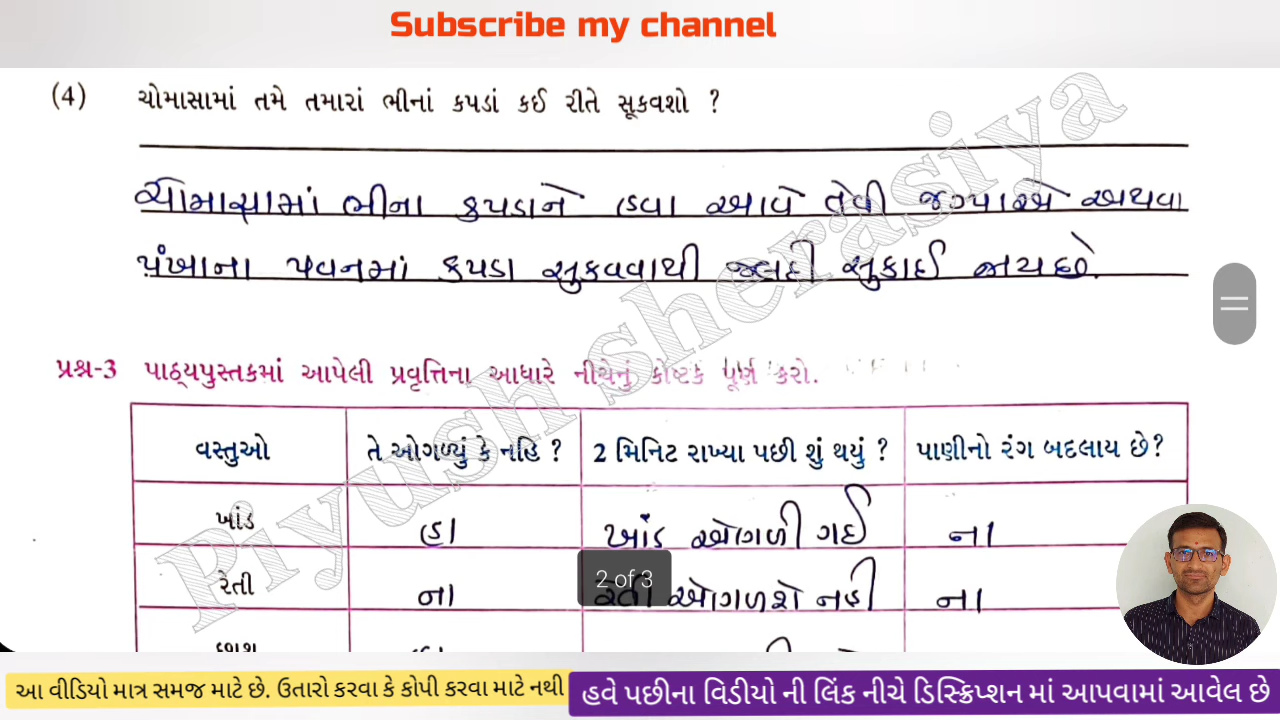 Subscribe my channel
(4) ચોમાસામાં તમે તમારાં ભીનાં કપડાં કઈ રીતે સૂકવશો ?
ચોમાસામાં ભીના કપડાને હવા આવે તેવી જગ્યાએ અથવા
પંખાના પવનમાં કપડા સુકવવાથી જલદી સુકાઈ જાય છે.
પ્રશ્ન-3 પાઠ્યપુસ્તકમાં આપેલી પ્રવૃત્તિના આધારે નીચેનું કોષ્ટક પૂર્ણ કરો.
વસ્તુઓ તે ઓગળ્યું કે નહિ ? 2 મિનિટ રાખ્યા પછી શું થયું ? પાણીનો રંગ બદલાય છે?
ખાંડ હા ખાંડ ઓગળી ગઈ ના
રેતી ના રેતી ઓગળશે નહી ના
2 of 3
Piyush sherasiya
આ વીડિયો માત્ર સમજ માટે છે. ઉતારો કરવા કે કોપી કરવા માટે નથી
હવે પછીના વિડીયો ની લિંક નીચે ડિસ્ક્રિપ્શન માં આપવામાં આવેલ છે